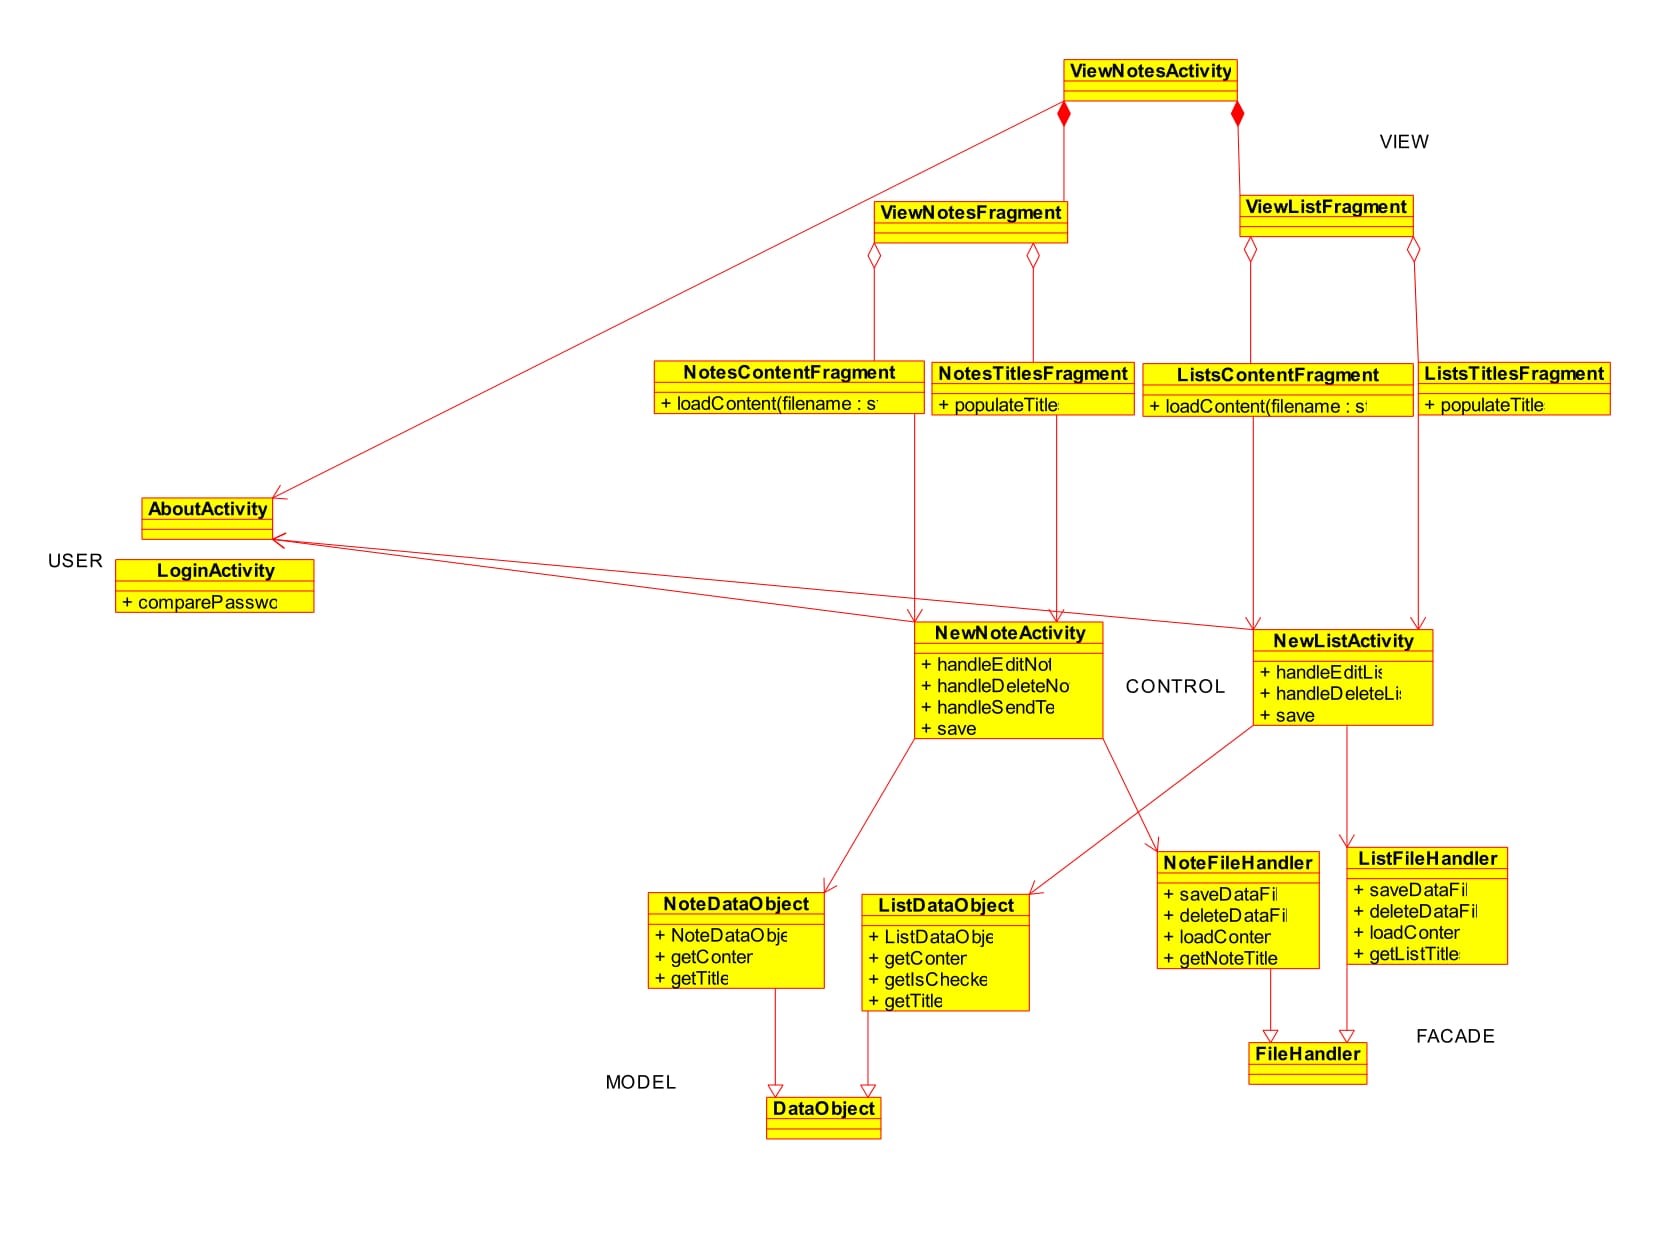 ViewNotesActivity
VIEW
ViewNotesFragment
ViewListFragment
NotesContentFragment
+ loadContent(filename : s
NotesTitlesFragment
+ populateTitle
ListsContentFragment
+ loadContent(filename : s
ListsTitlesFragment
+ populateTitle
AboutActivity
USER
LoginActivity
+ comparePasswo
NewNoteActivity
+ handleEditNot
+ handleDeleteNo
+ handleSendTe
+ save
CONTROL
NewListActivity
+ handleEditLis
+ handleDeleteLi
+ save
NoteDataObject
+ NoteDataObje
+ getConter
+ getTitle
ListDataObject
+ ListDataObje
+ getConter
+ getIsChecke
+ getTitle
NoteFileHandler
+ saveDataFil
+ deleteDataFil
+ loadConter
+ getNoteTitle
ListFileHandler
+ saveDataFil
+ deleteDataFil
+ loadConter
+ getListTitle
FACADE
FileHandler
MODEL
DataObject